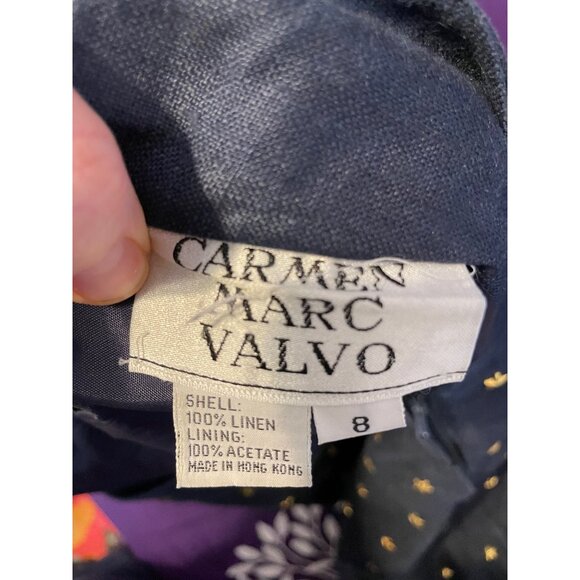 CARMEN
MARC
VALVO
SHELL:
100% LINEN
LINING:
100% ACETATE
MADE IN HONG KONG
8